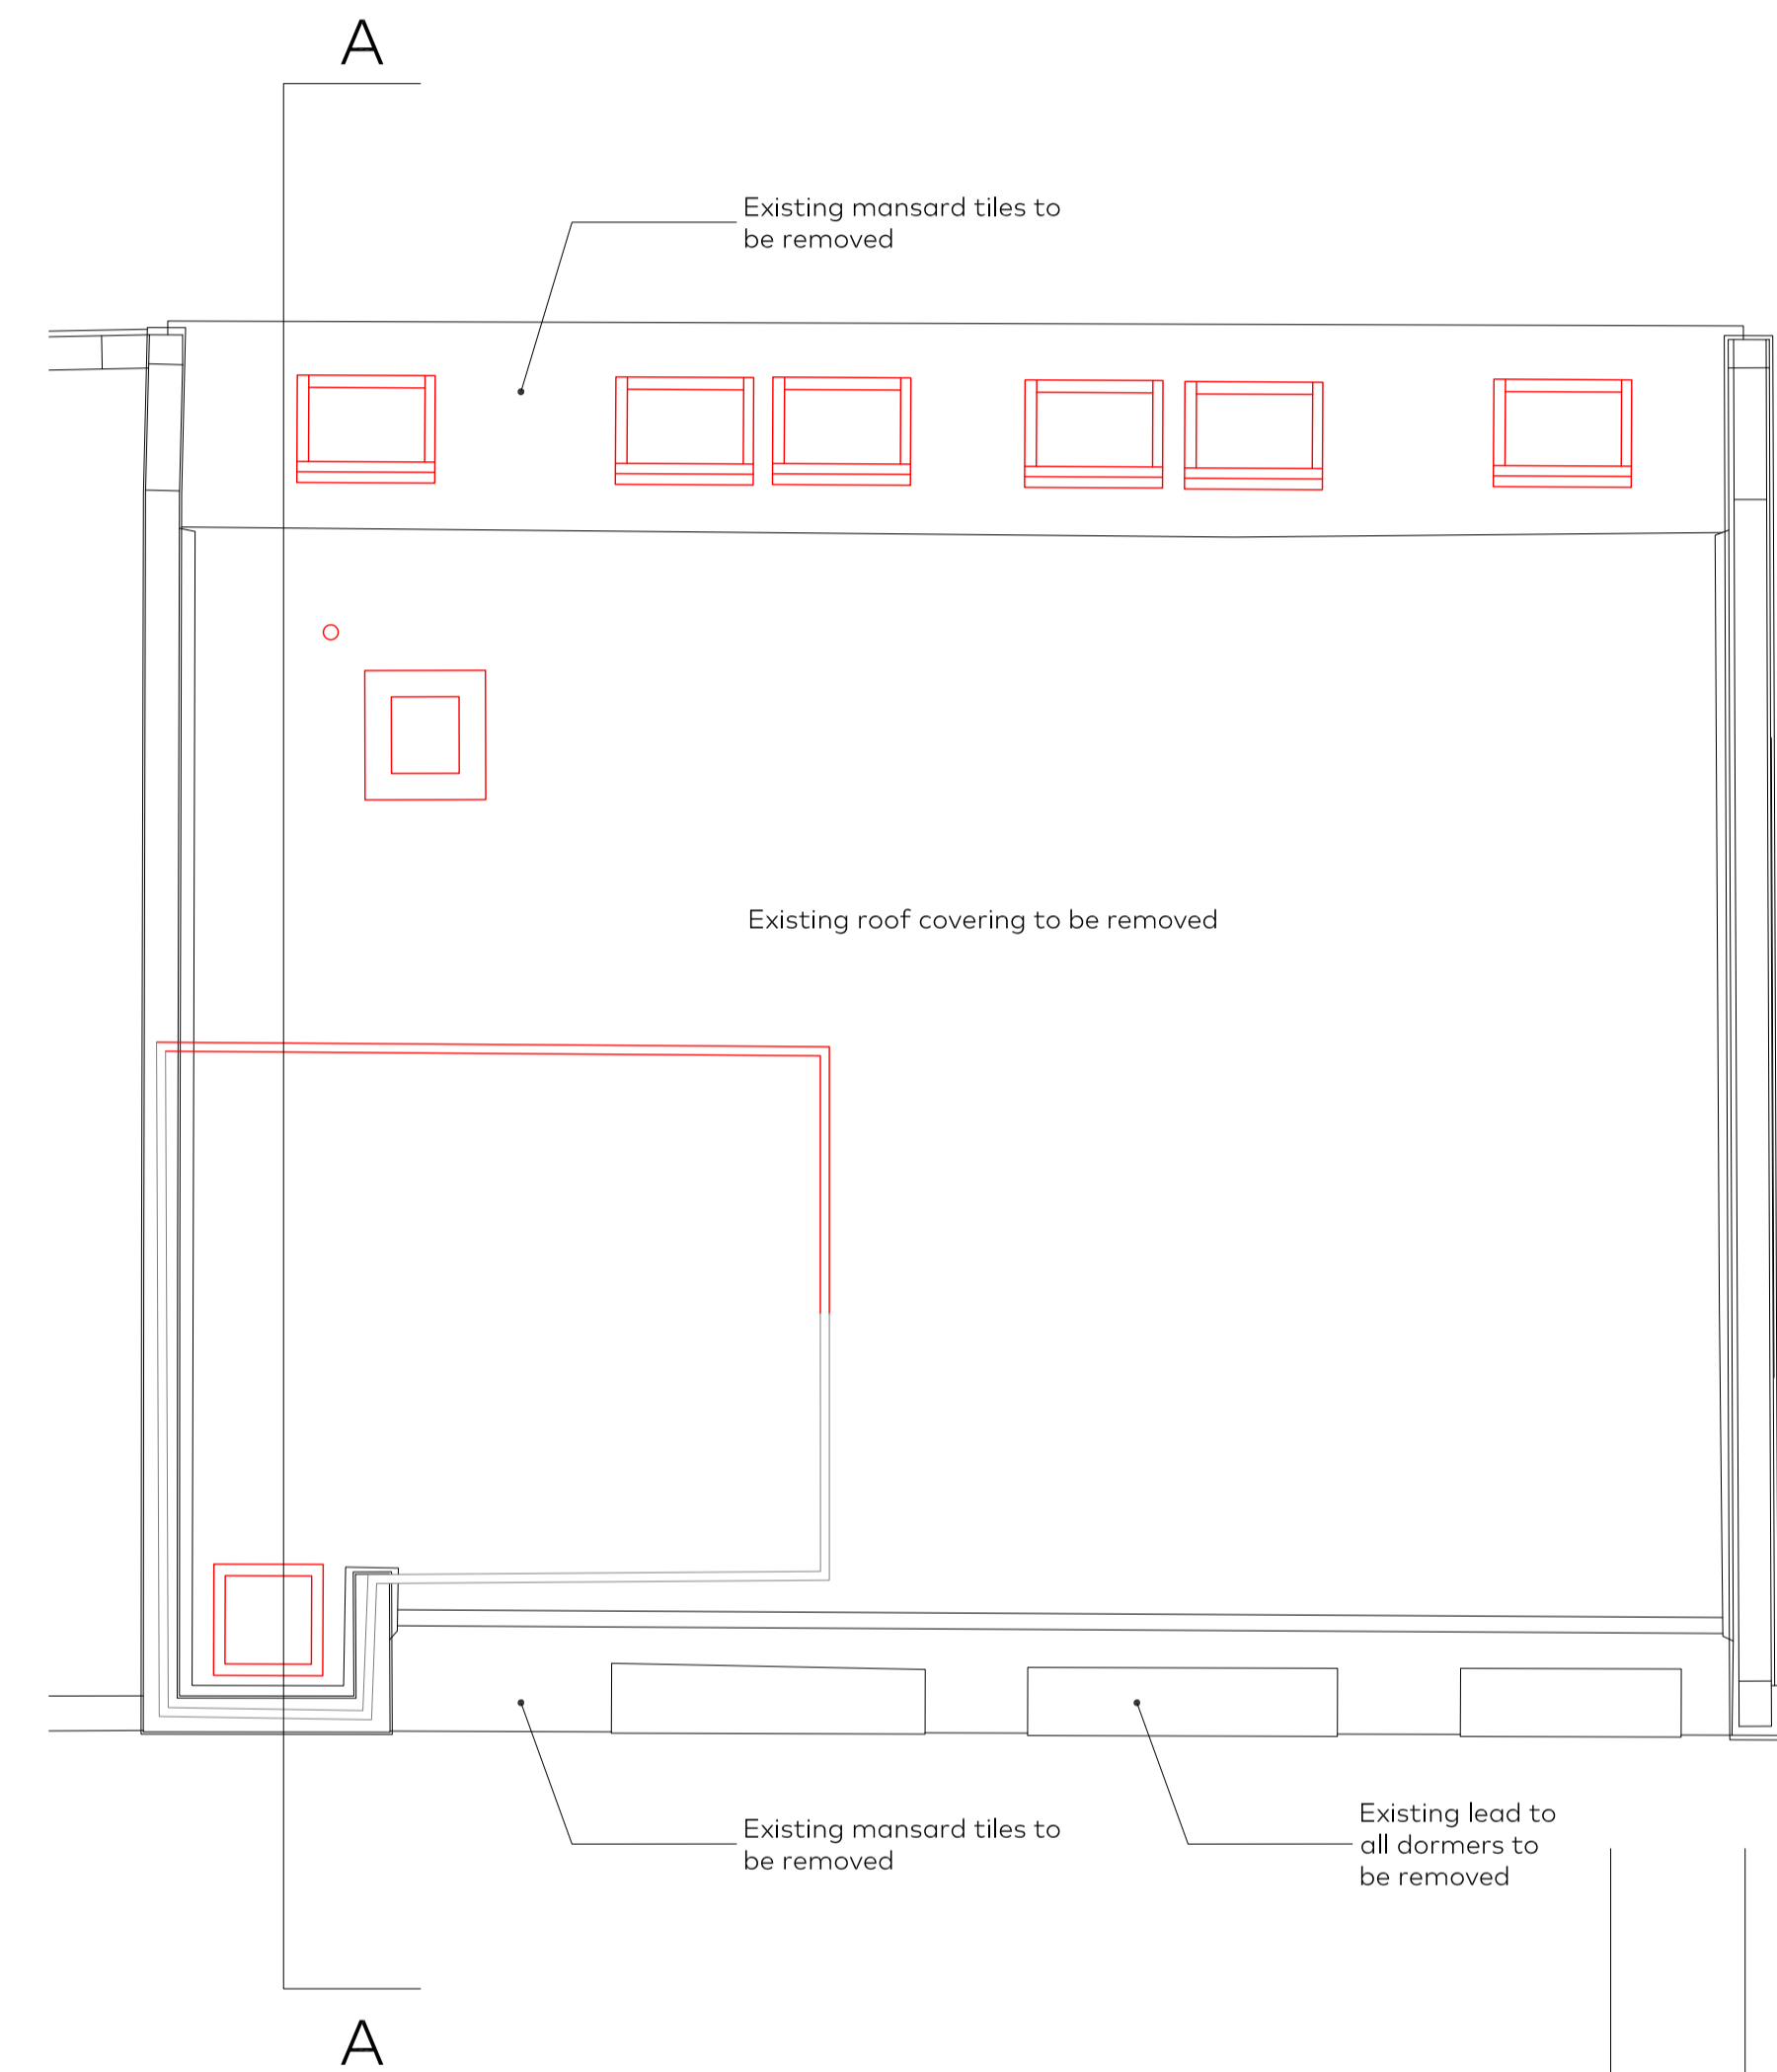 A
Existing mansard tiles to
be removed
Existing roof covering to be removed
Existing mansard tiles to
be removed
Existing lead to
all dormers to
be removed
A